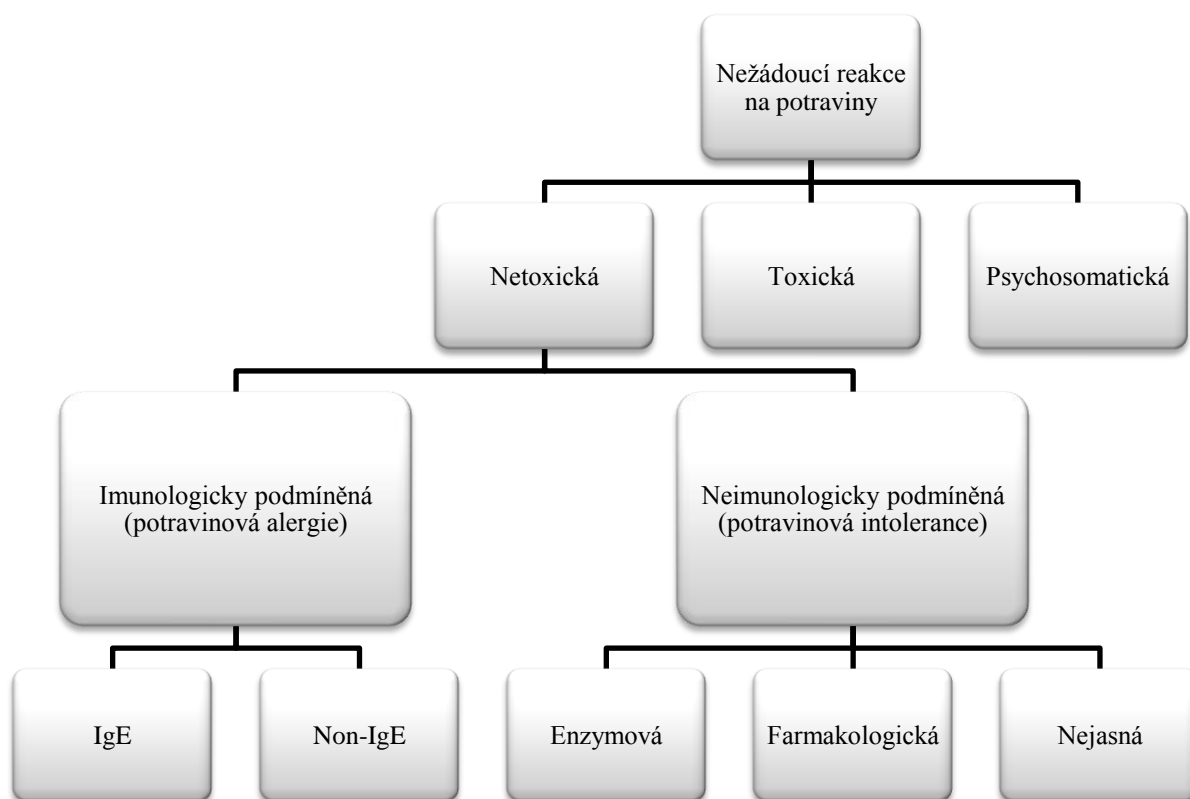 Nežádoucí reakce
na potraviny
Netoxická
Toxická
Psychosomatická
Imunologicky podmíněná
(potravinová alergie)
Neimunologicky podmíněná
(potravinová intolerance)
IgE
Non-IgE
Enzymová
Farmakologická
Nejasná